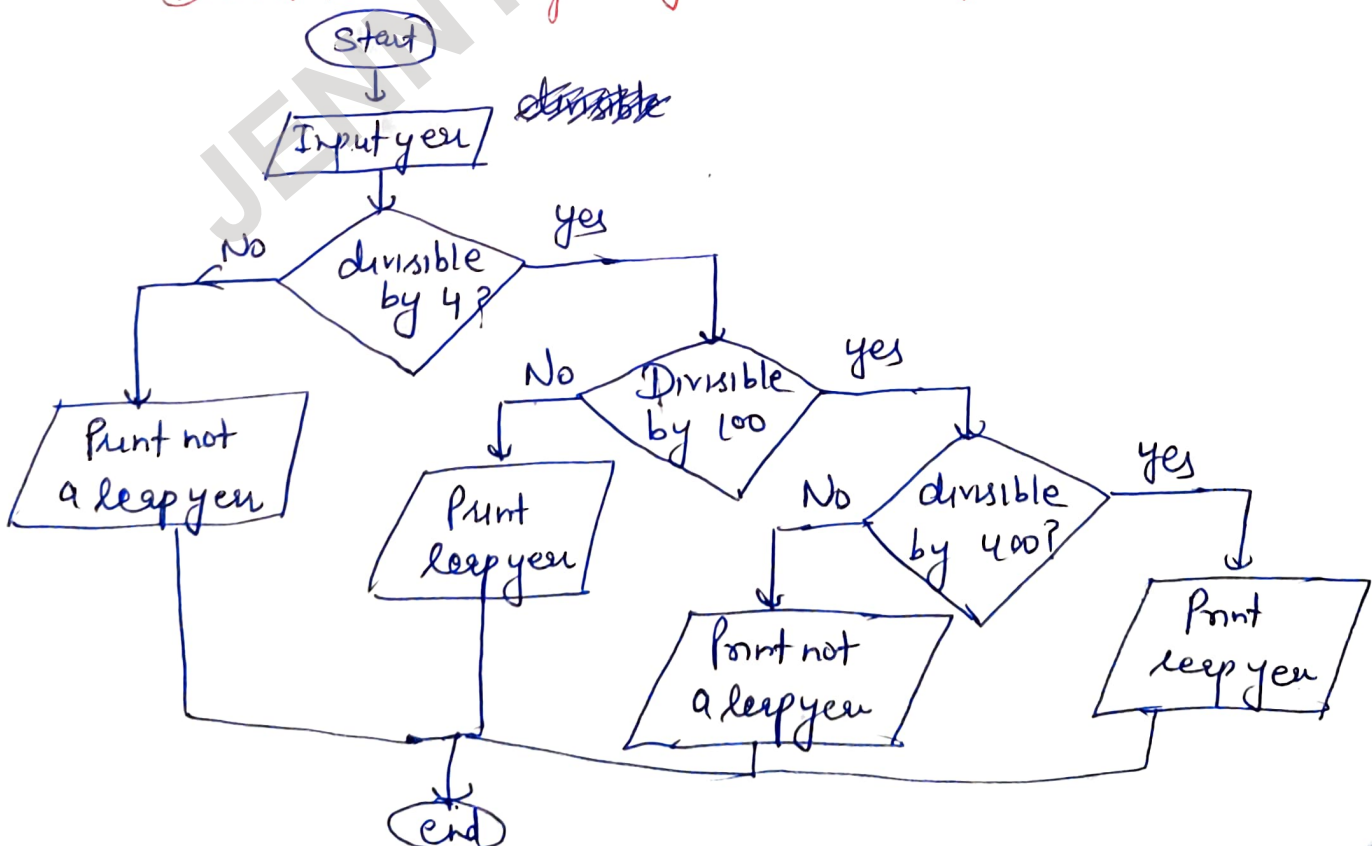 JENN
Start
Input year
No
yes
divisible
by 4?
Print not
a leap year
No
yes
Divisible
by 100
Print
leap year
No
yes
divisible
by 400?
Print not
a leap year
Print
leap year
end